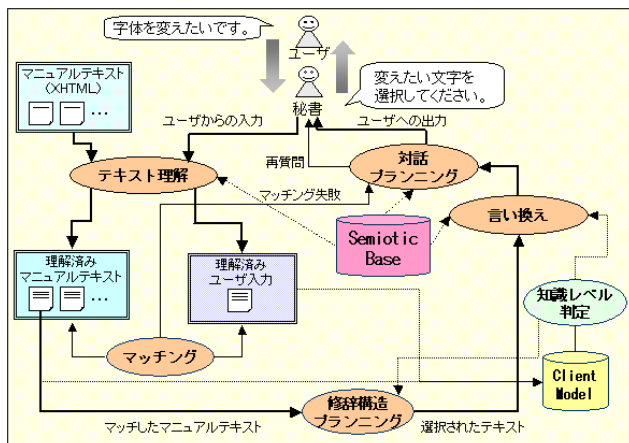 字体を変えたいです。
ユーザ
マニュアルテキスト
(XHTML)
...
変えたい文字を
選択してください。
秘書
ユーザからの入力
ユーザへの出力
再質問
対話
プランニング
テキスト理解
マッチング失敗
言い換え
Semiotic
Base
理解済み
マニュアルテキスト
...
理解済み
ユーザ入力
知識レベル
判定
マッチング
Client
Model
修辞構造
プランニング
マッチしたマニュアルテキスト
選択されたテキスト